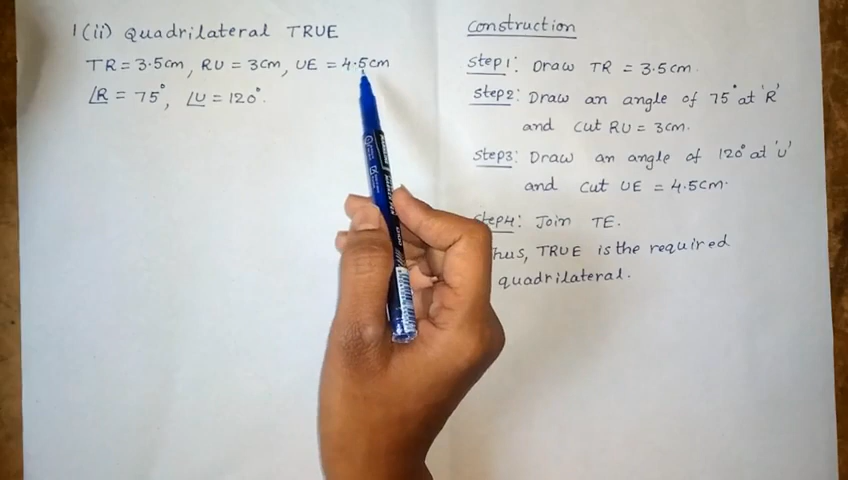 1(ii) Quadrilateral TRUE
TR = 3.5cm, RU = 3cm, UE = 4.5cm
∠R = 75°, ∠U = 120°.
Construction
Step1: Draw TR = 3.5cm.
Step2: Draw an angle of 75° at 'R'
and cut RU = 3cm.
Step3: Draw an angle of 120° at 'U'
and cut UE = 4.5cm.
Step4: Join TE.
hus, TRUE is the required
quadrilateral.